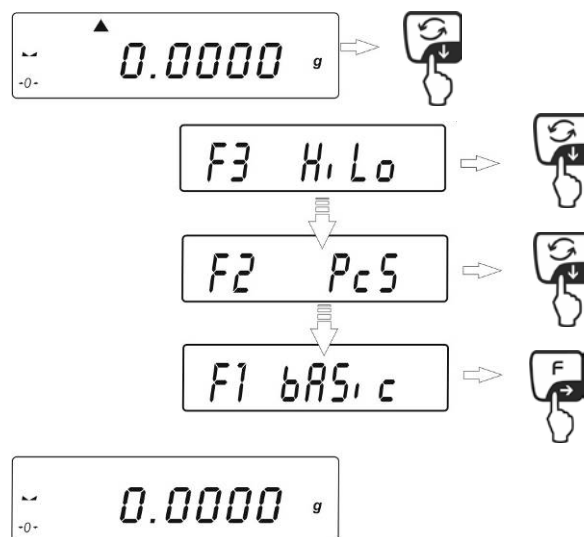 0.0000 g
-0-
F3 HiLo
F2 PcS
F1 bASic
F
0.0000 g
-0-